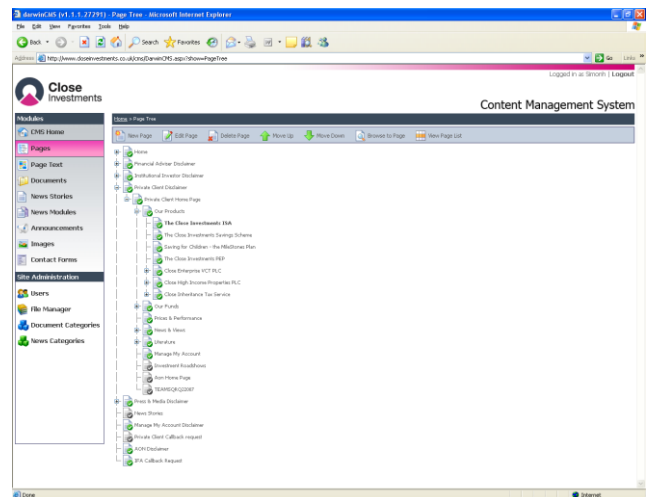 darwinCMS (v1.1.1.27291) - Page Tree - Microsoft Internet Explorer
File Edit View Favorites Tools Help
Back Search Favorites
Address http://www.closeinvestments.co.uk/cms/DarwinCMS.aspx?show=PageTree Go Links »
Logged in as: SimonH | Logout
Close
Investments
Content Management System
Modules
CMS Home
Pages
Page Text
Documents
News Stories
News Modules
Announcements
Images
Contact Forms
Site Administration
Users
File Manager
Document Categories
News Categories
Home > Page Tree
New Page Edit Page Delete Page Move Up Move Down Browse to Page View Page List
Home
Financial Adviser Disclaimer
Institutional Investor Disclaimer
Private Client Disclaimer
Private Client Home Page
Our Products
The Close Investments ISA
The Close Investments Savings Scheme
Saving for Children - the MileStones Plan
The Close Investments PEP
Close Enterprise VCT PLC
Close High Income Properties PLC
Close Inheritance Tax Service
Our Funds
Prices & Performance
News & Views
Literature
Manage My Account
Investment Roadshows
Aon Home Page
Press & Media Disclaimer
News Stories
Manage My Account Disclaimer
Private Client Callback request
AON Disclaimer
IFA Callback Request
Done
Internet